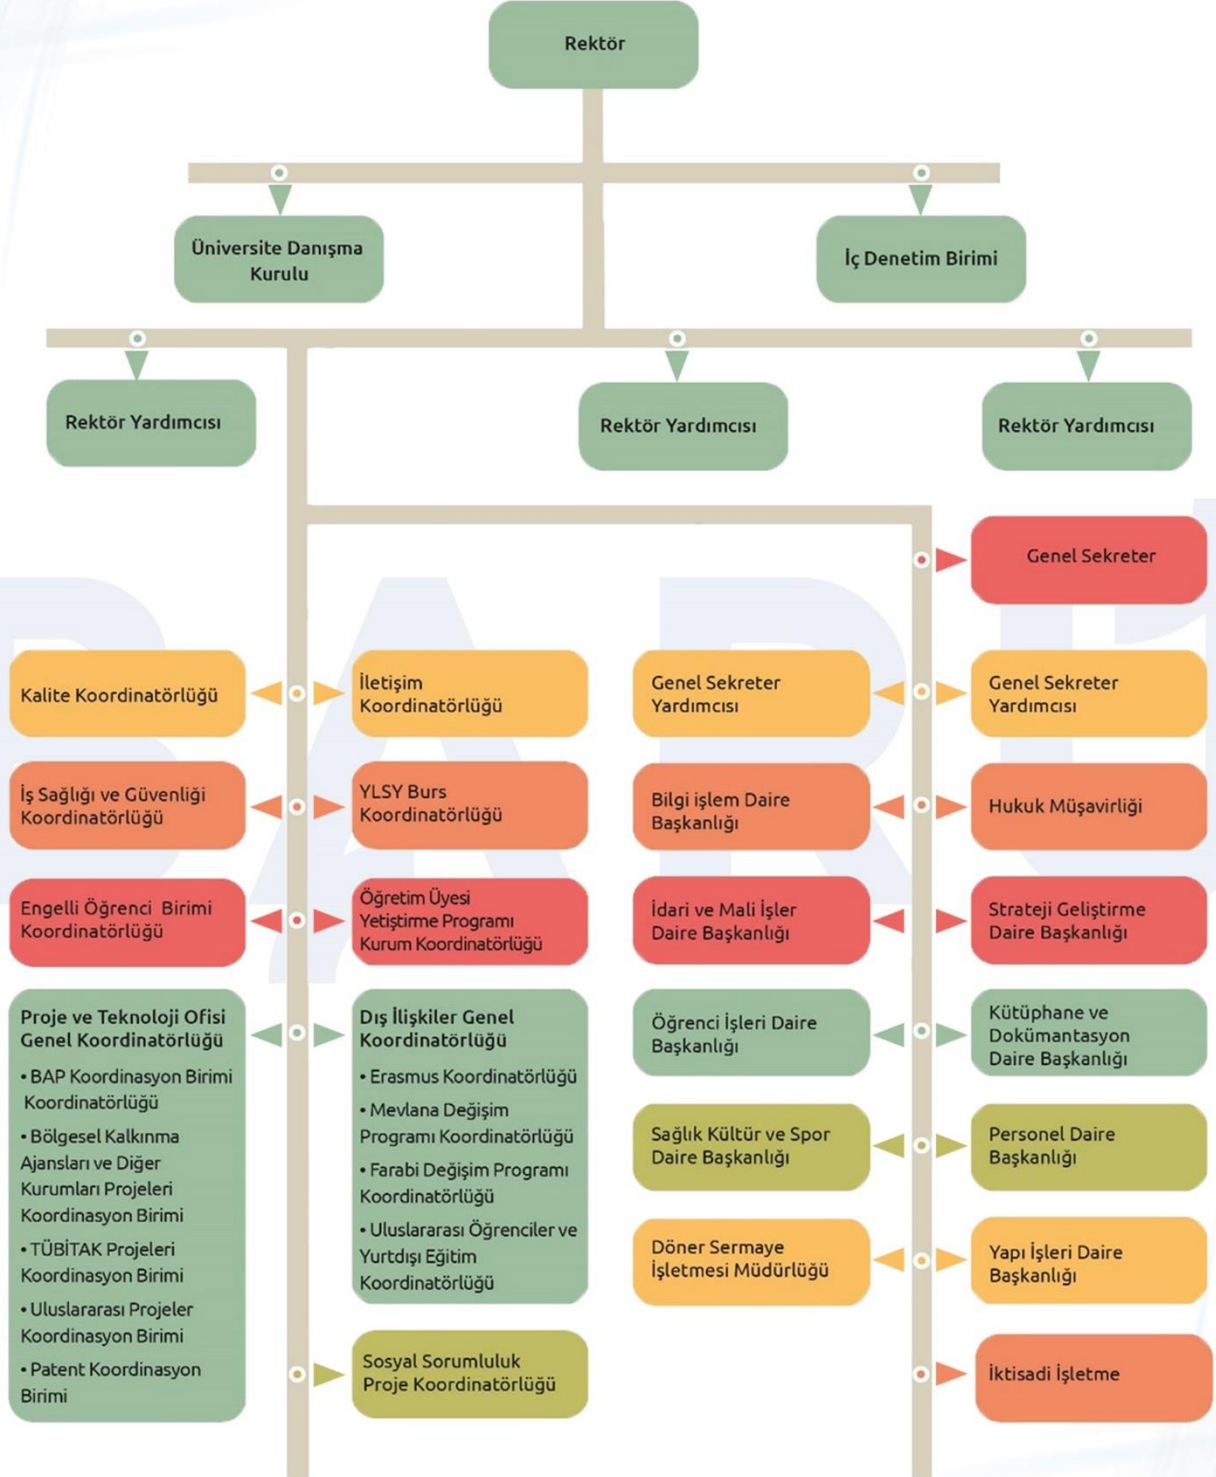 Rektör
Üniversite Danışma
Kurulu
İç Denetim Birimi
Rektör Yardımcısı
Rektör Yardımcısı
Rektör Yardımcısı
Genel Sekreter
Kalite Koordinatörlüğü
İletişim
Koordinatörlüğü
Genel Sekreter
Yardımcısı
Genel Sekreter
Yardımcısı
İş Sağlığı ve Güvenliği
Koordinatörlüğü
YLSY Burs
Koordinatörlüğü
Bilgi işlem Daire
Başkanlığı
Hukuk Müşavirliği
Engelli Öğrenci Birimi
Koordinatörlüğü
Öğretim Üyesi
Yetiştirme Programı
Kurum Koordinatörlüğü
İdari ve Mali İşler
Daire Başkanlığı
Strateji Geliştirme
Daire Başkanlığı
Proje ve Teknoloji Ofisi
Genel Koordinatörlüğü
• BAP Koordinasyon Birimi
Koordinatörlüğü
• Bölgesel Kalkınma
Ajansları ve Diğer
Kurumları Projeleri
Koordinasyon Birimi
• TÜBİTAK Projeleri
Koordinasyon Birimi
• Uluslararası Projeler
Koordinasyon Birimi
• Patent Koordinasyon
Birimi
Dış İlişkiler Genel
Koordinatörlüğü
• Erasmus Koordinatörlüğü
• Mevlana Değişim
Programı Koordinatörlüğü
• Farabi Değişim Programı
Koordinatörlüğü
• Uluslararası Öğrenciler ve
Yurtdışı Eğitim
Koordinatörlüğü
Öğrenci İşleri Daire
Başkanlığı
Kütüphane ve
Dokümantasyon
Daire Başkanlığı
Sağlık Kültür ve Spor
Daire Başkanlığı
Personel Daire
Başkanlığı
Döner Sermaye
İşletmesi Müdürlüğü
Yapı İşleri Daire
Başkanlığı
Sosyal Sorumluluk
Proje Koordinatörlüğü
İktisadi İşletme
BARÜ